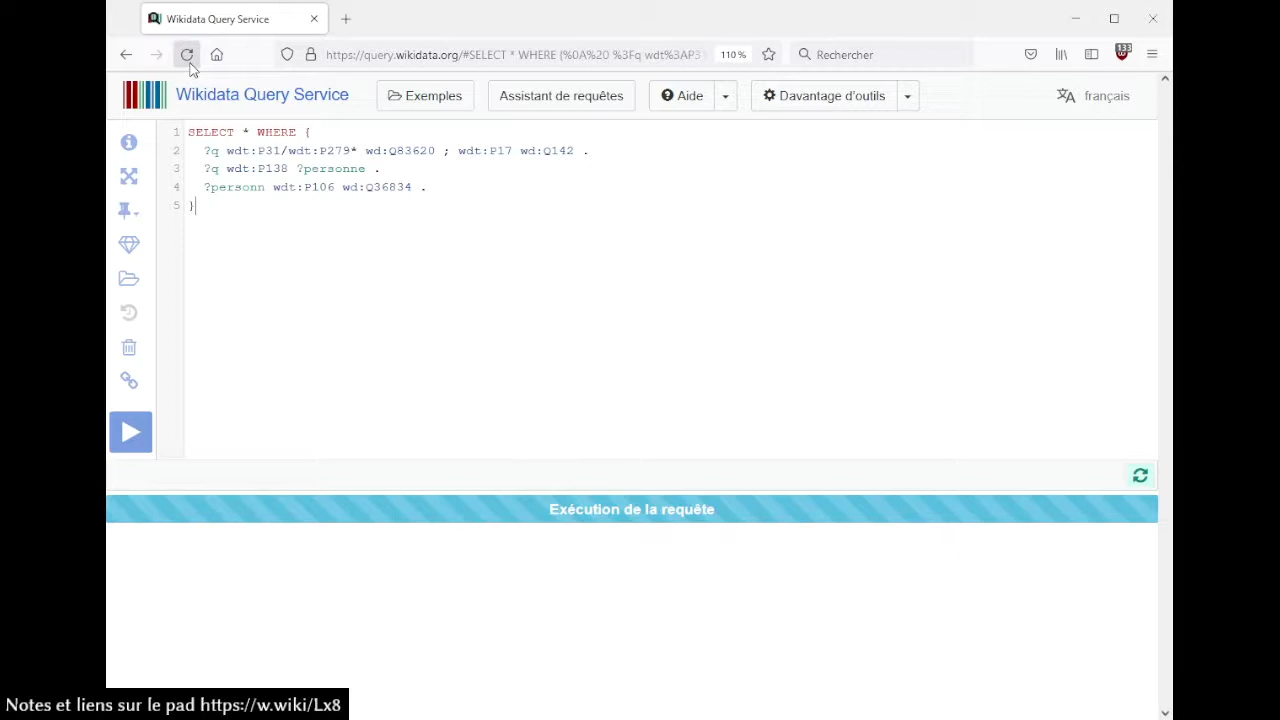 Wikidata Query Service
https://query.wikidata.org/#SELECT * WHERE {%0A%20 %3Fq wdt%3AP3
110 %
Rechercher
133
Wikidata Query Service
Exemples
Assistant de requêtes
Aide
Davantage d'outils
français
1 SELECT * WHERE {
2 ?q wdt:P31/wdt:P279* wd:Q83620 ; wdt:P17 wd:Q142 .
3 ?q wdt:P138 ?personne .
4 ?personn wdt:P106 wd:Q36834 .
5 }
Exécution de la requête
Notes et liens sur le pad https://w.wiki/Lx8